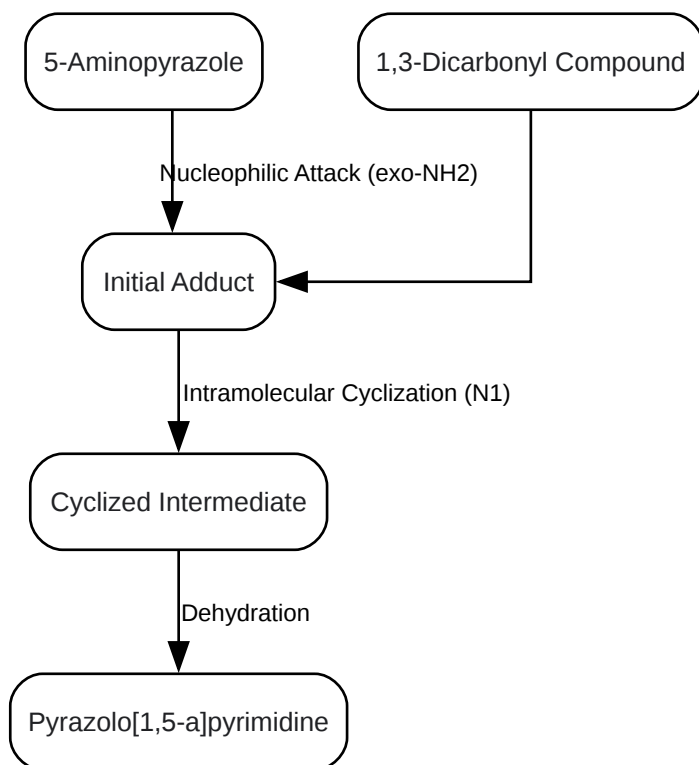 5-Aminopyrazole
1,3-Dicarbonyl Compound
Nucleophilic Attack (exo-NH2)
Initial Adduct
Intramolecular Cyclization (N1)
Cyclized Intermediate
Dehydration
Pyrazolo[1,5-a]pyrimidine